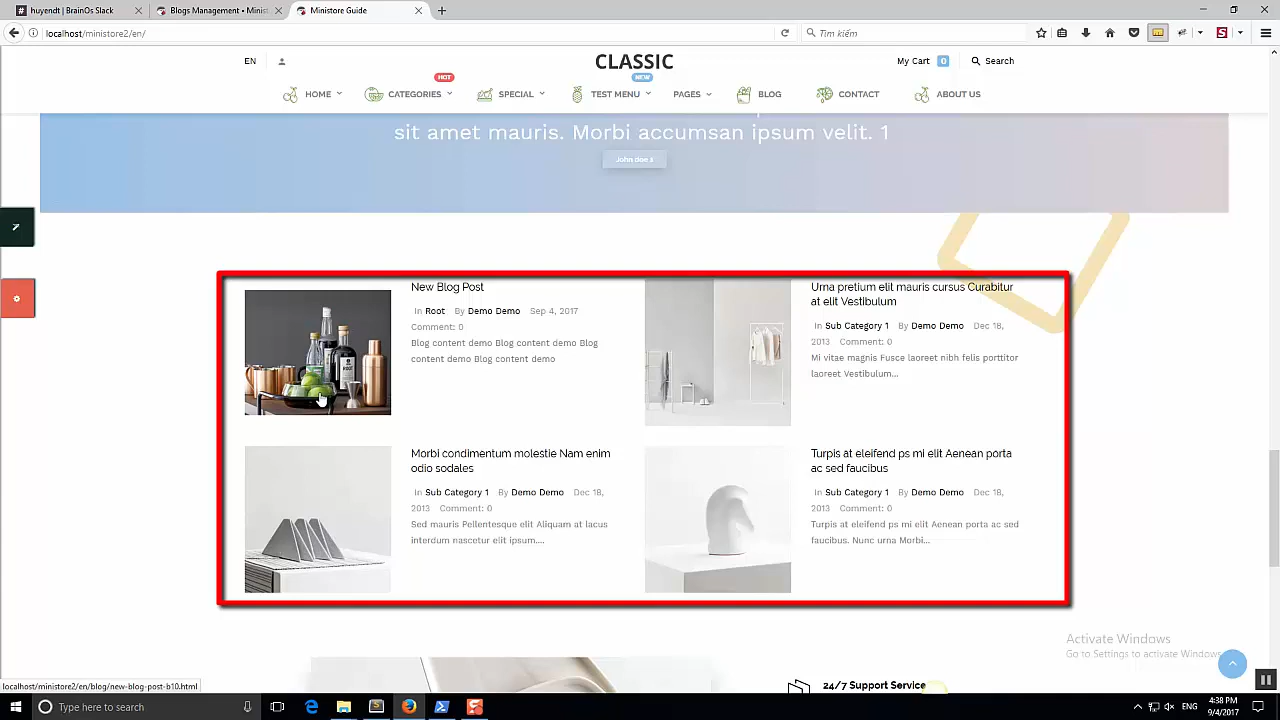 huyendt | BrainOs Slack
Blogs Management • Minist
Ministore Guide
localhost/ministore2/en/
Tìm kiếm
EN
CLASSIC
My Cart 0
Search
HOT
NEW
HOME
CATEGORIES
SPECIAL
TEST MENU
PAGES
BLOG
CONTACT
ABOUT US
sit amet mauris. Morbi accumsan ipsum velit. 1
John doe 1
New Blog Post
In Root By Demo Demo Sep 4, 2017
Comment: 0
Blog content demo Blog content demo Blog
content demo Blog content demo
Urna pretium elit mauris cursus Curabitur
at elit Vestibulum
In Sub Category 1 By Demo Demo Dec 18,
2013 Comment: 0
Mi vitae magnis Fusce laoreet nibh felis porttitor
laoreet Vestibulum...
Morbi condimentum molestie Nam enim
odio sodales
In Sub Category 1 By Demo Demo Dec 18,
2013 Comment: 0
Sed mauris Pellentesque elit Aliquam at lacus
interdum nascetur elit ipsum....
Turpis at eleifend ps mi elit Aenean porta
ac sed faucibus
In Sub Category 1 By Demo Demo Dec 18,
2013 Comment: 0
Turpis at eleifend ps mi elit Aenean porta ac sed
faucibus. Nunc urna Morbi...
Activate Windows
Go to Settings to activate Windows.
24/7 Support Service
localhost/ministore2/en/blog/new-blog-post-b10.html
Type here to search
ENG
4:38 PM
9/4/2017